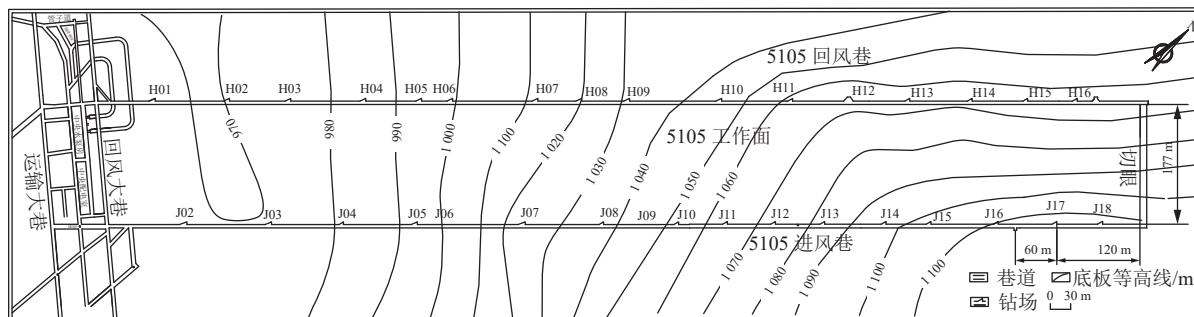 管子道
5105 回风巷
H01
H02
H03
H04
H05
H06
H07
H08
H09
H10
H11
H12
H13
H14
H15
H16
970
980
990
1 000
1 100
1 020
1 030
1 040
1 050
1 060
1 070
1 080
1 090
1 100
1 100
5105 工作面
运输大巷
回风大巷
切眼
177 m
J02
J03
J04
J05
J06
J07
J08
J09
J10
J11
J12
J13
J14
J15
J16
J17
J18
5105 进风巷
60 m
120 m
巷道
底板等高线/m
钻场
0 30 m